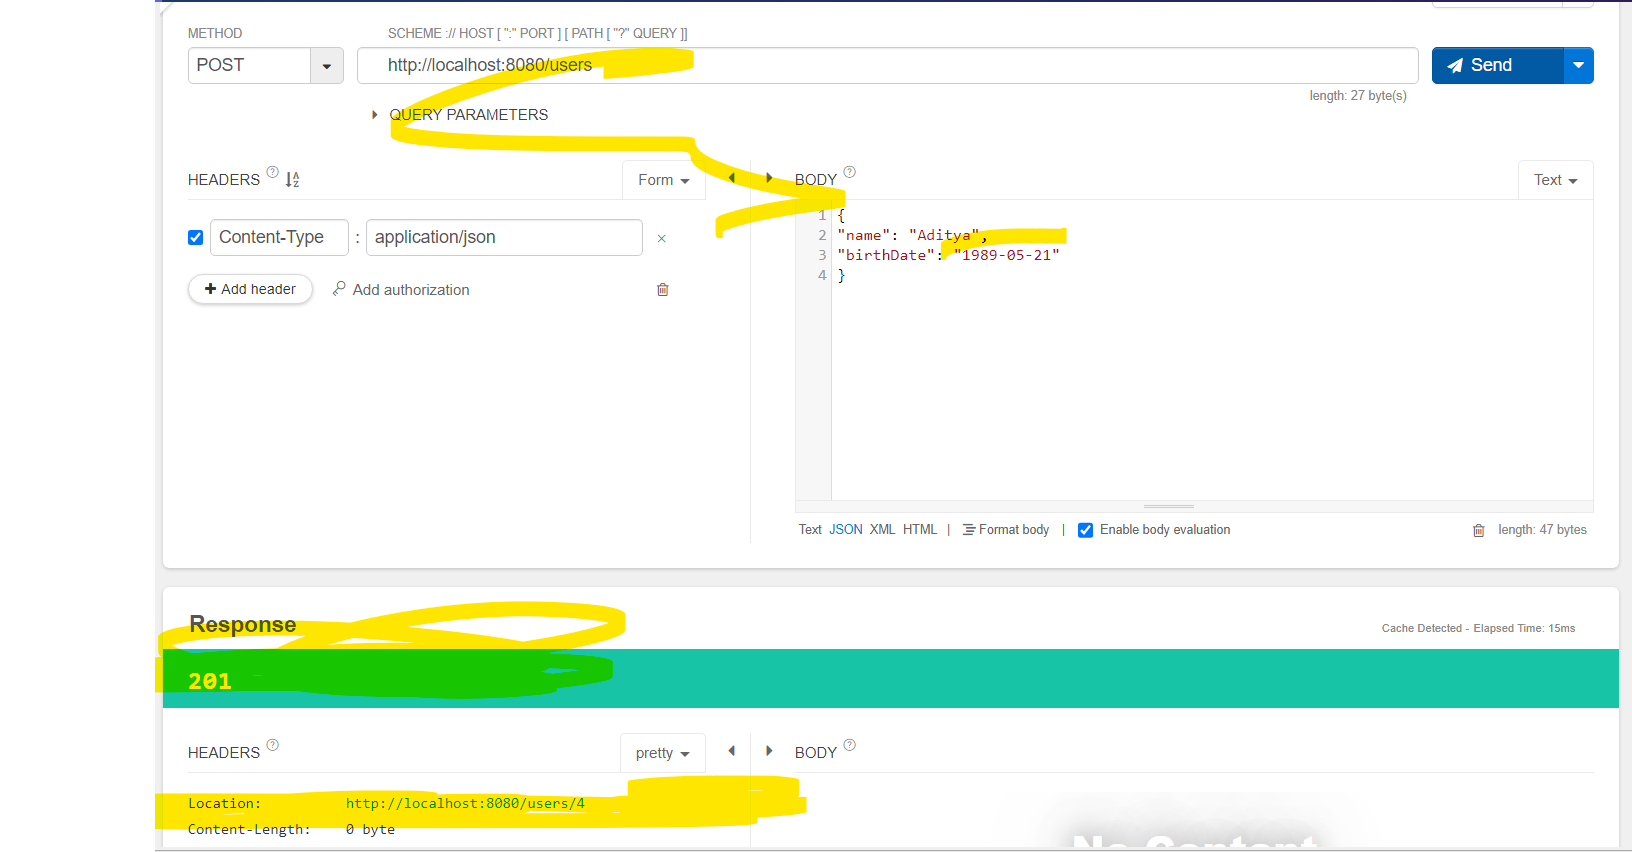 METHOD
SCHEME :// HOST [ ":" PORT ] [ PATH [ "?" QUERY ]]
POST
http://localhost:8080/users
Send
length: 27 byte(s)
QUERY PARAMETERS
HEADERS ? A Z
Form
BODY ?
Text
Content-Type : application/json ×
Add header
Add authorization
1 {
2 "name": "Aditya",
3 "birthDate": "1989-05-21"
4 }
Text JSON XML HTML | Format body | Enable body evaluation
length: 47 bytes
Response
Cache Detected - Elapsed Time: 15ms
201
HEADERS ?
pretty
BODY ?
Location: http://localhost:8080/users/4
Content-Length: 0 byte
No Content